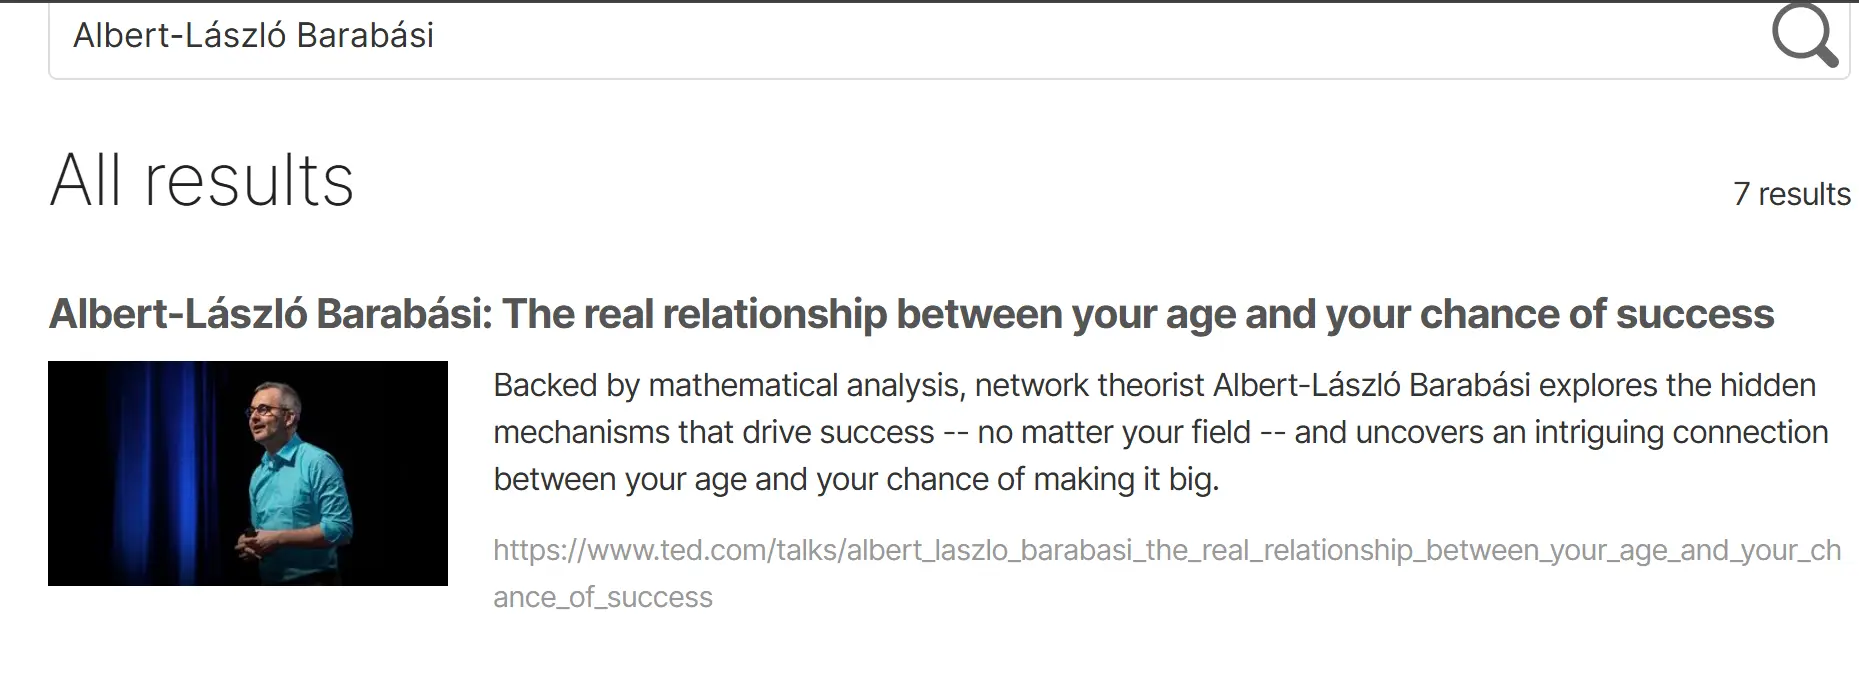 Albert-László Barabási
All results
7 results
Albert-László Barabási: The real relationship between your age and your chance of success
Backed by mathematical analysis, network theorist Albert-László Barabási explores the hidden
mechanisms that drive success -- no matter your field -- and uncovers an intriguing connection
between your age and your chance of making it big.
https://www.ted.com/talks/albert_laszlo_barabasi_the_real_relationship_between_your_age_and_your_ch
ance_of_success